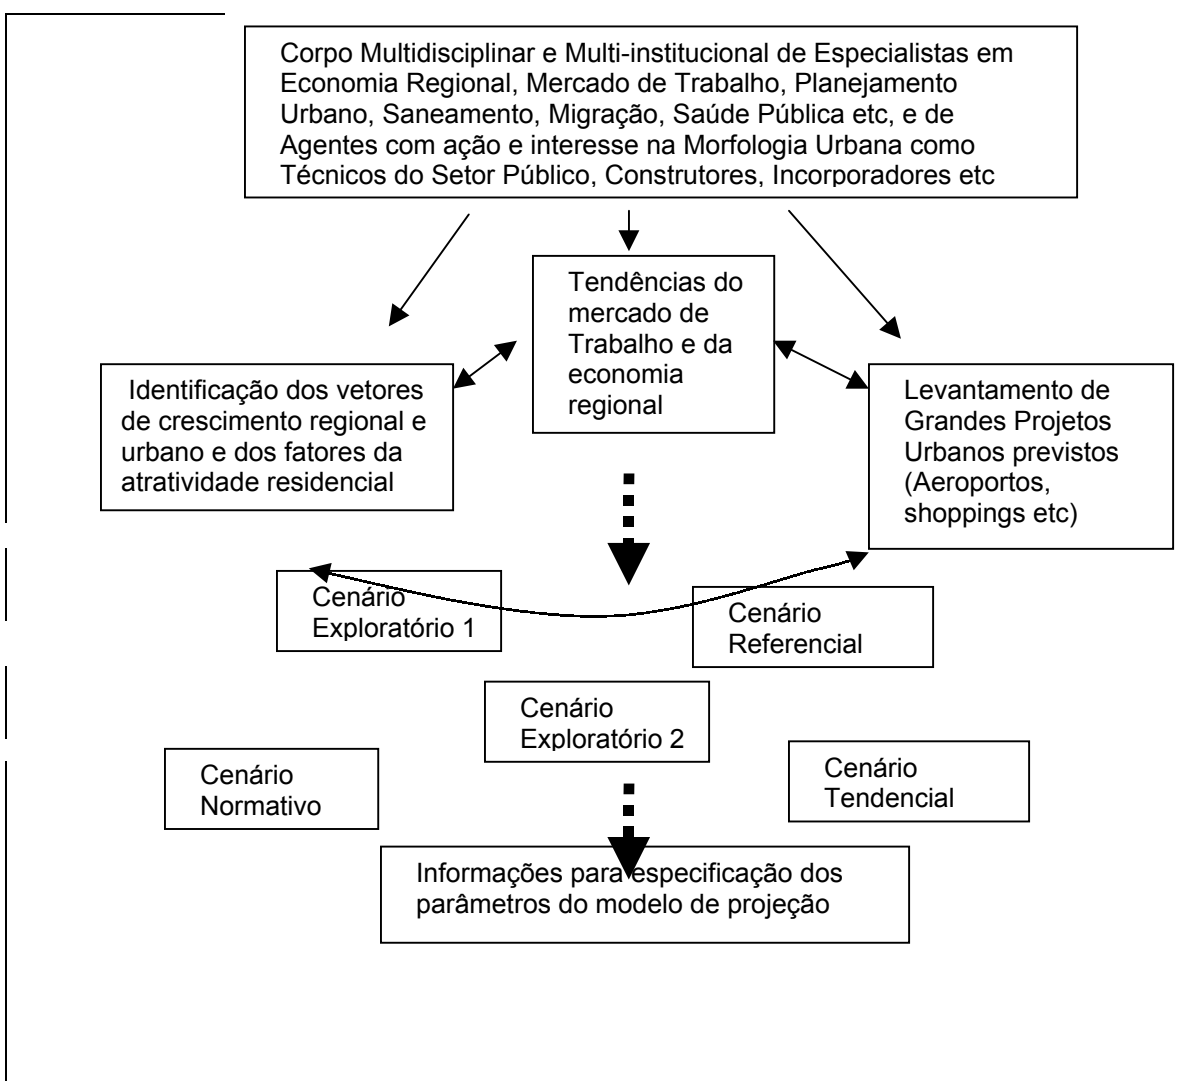 Corpo Multidisciplinar e Multi-institucional de Especialistas em
Economia Regional, Mercado de Trabalho, Planejamento
Urbano, Saneamento, Migração, Saúde Pública etc, e de
Agentes com ação e interesse na Morfologia Urbana como
Técnicos do Setor Público, Construtores, Incorporadores etc
Tendências do
mercado de
Trabalho e da
economia
regional
Identificação dos vetores
de crescimento regional e
urbano e dos fatores da
atratividade residencial
Levantamento de
Grandes Projetos
Urbanos previstos
(Aeroportos,
shoppings etc)
Cenário
Exploratório 1
Cenário
Referencial
Cenário
Exploratório 2
Cenário
Normativo
Cenário
Tendencial
Informações para especificação dos
parâmetros do modelo de projeção